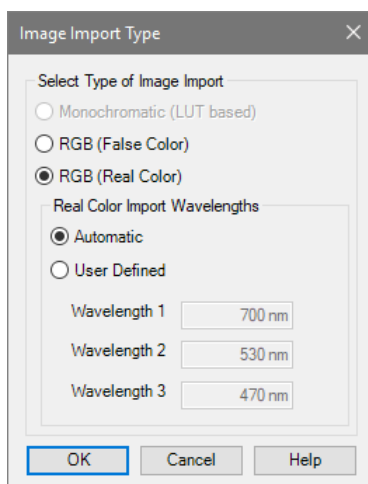 Image Import Type
Select Type of Image Import
Monochromatic (LUT based)
RGB (False Color)
RGB (Real Color)
Real Color Import Wavelengths
Automatic
User Defined
Wavelength 1 700 nm
Wavelength 2 530 nm
Wavelength 3 470 nm
OK Cancel Help